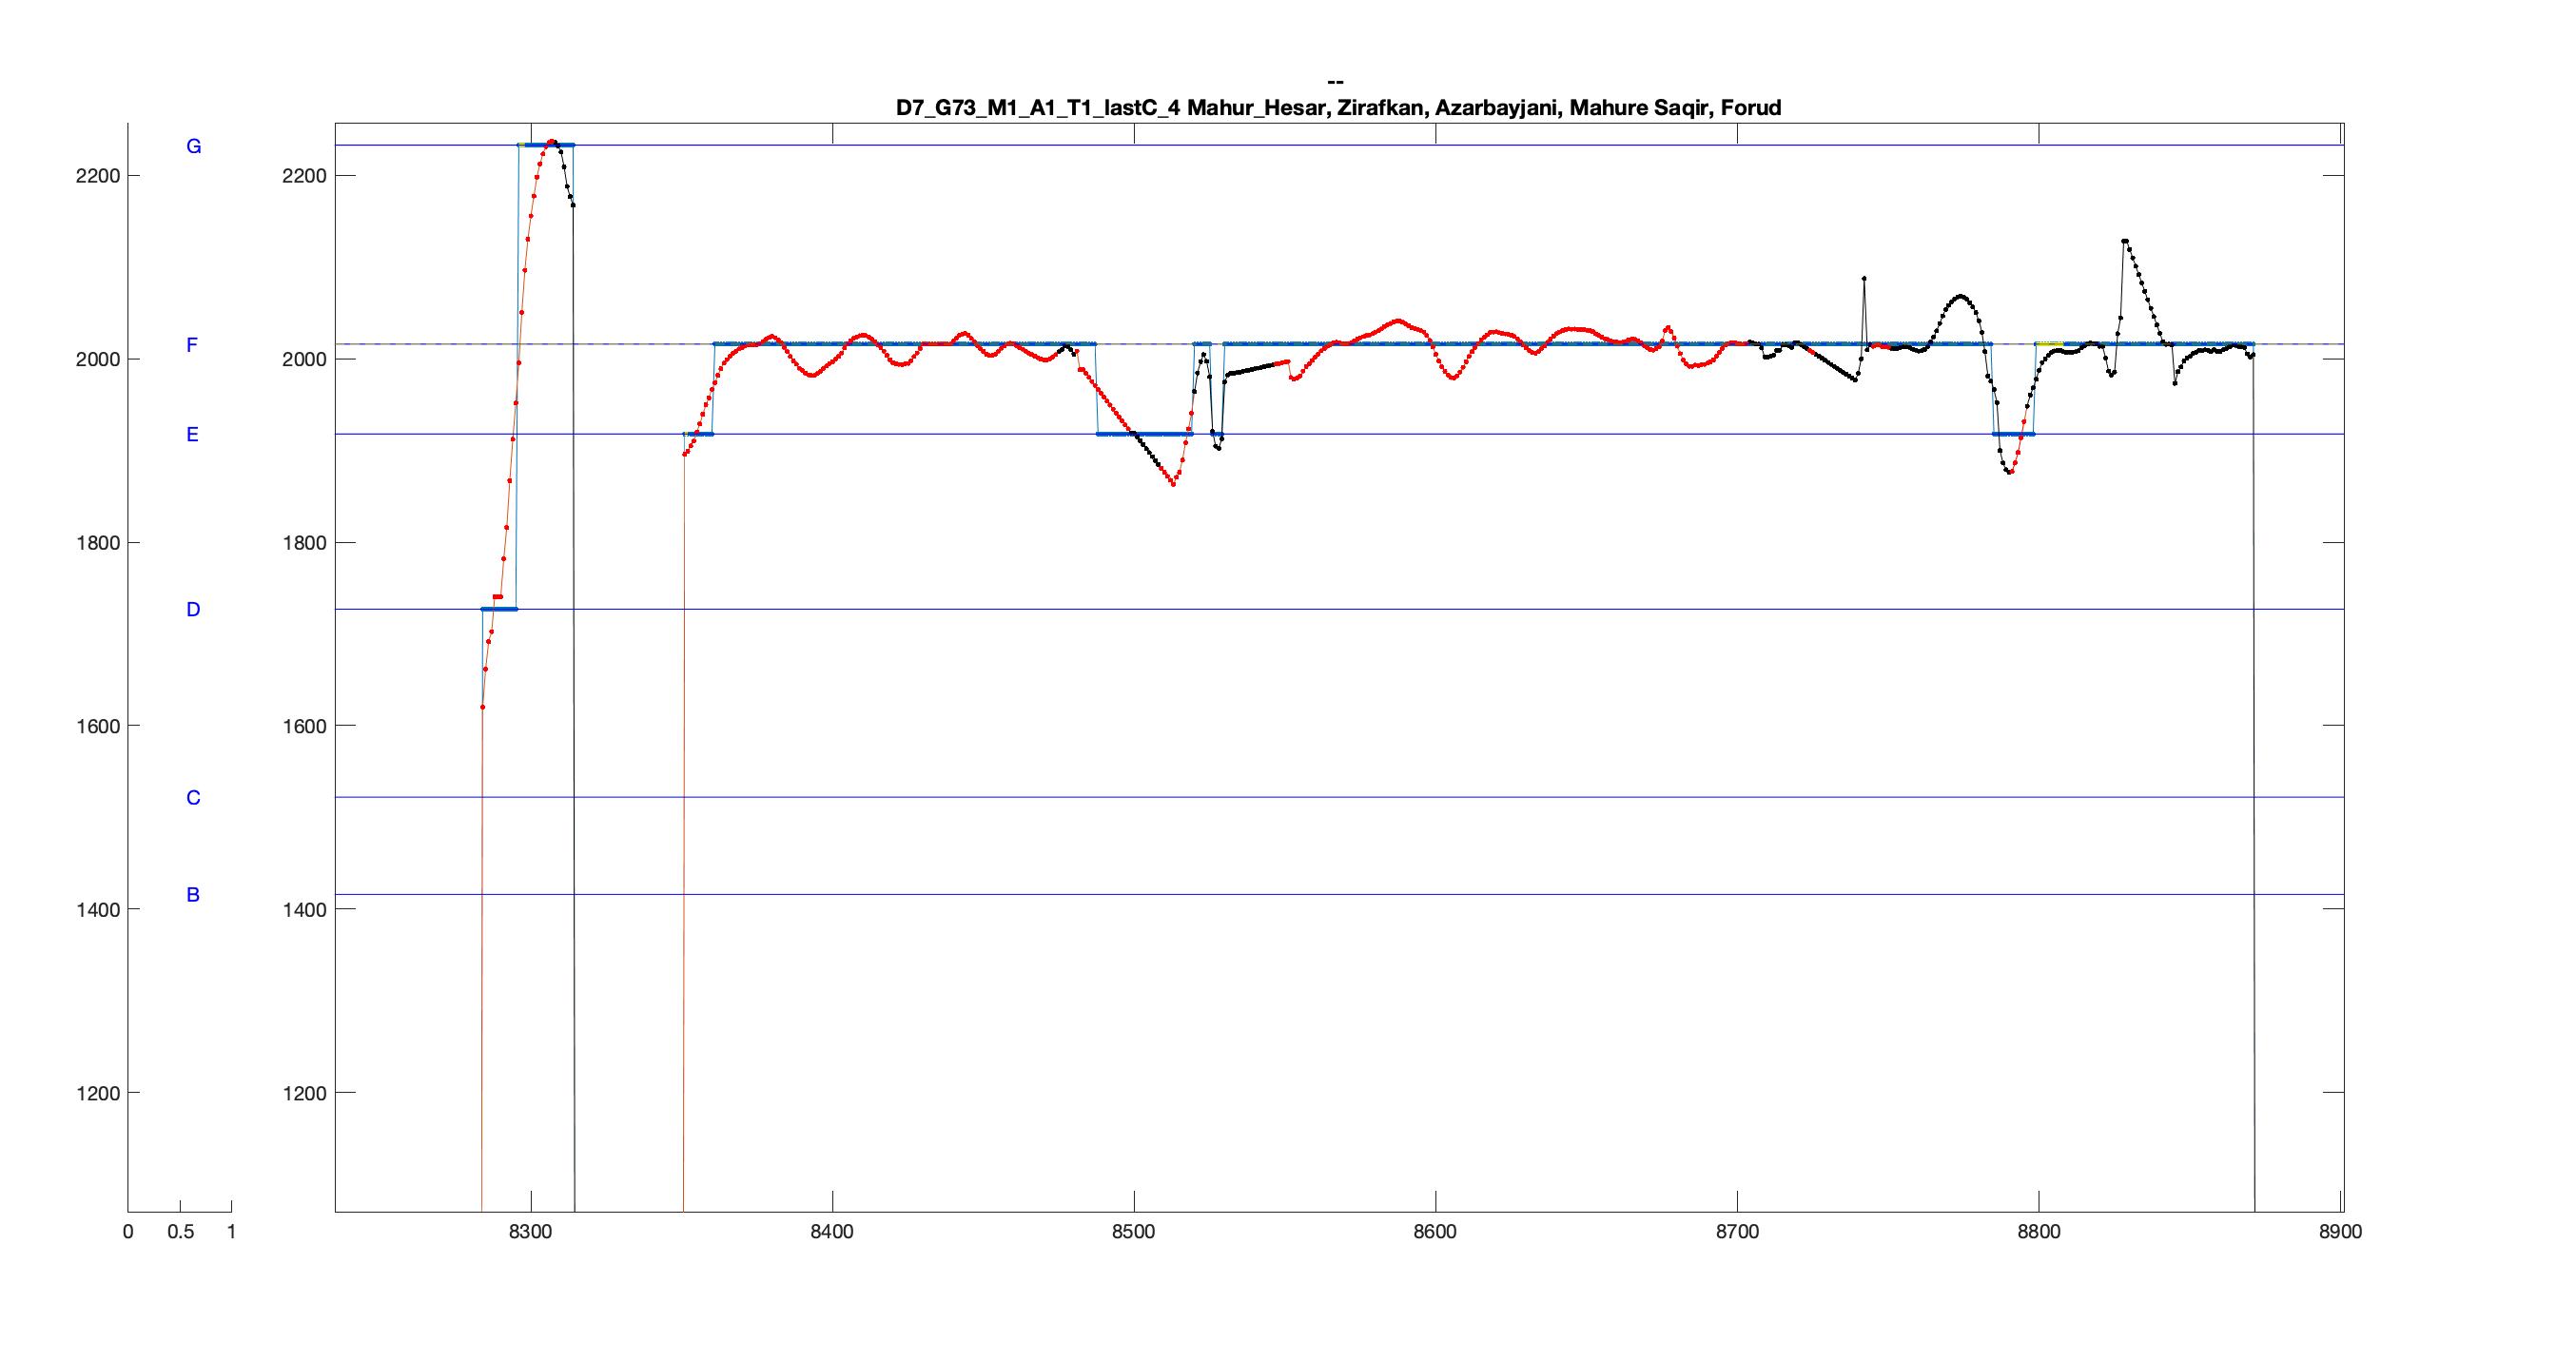 --
D7_G73_M1_A1_T1_lastC_4 Mahur_Hesar, Zirafkan, Azarbayjani, Mahure Saqir, Forud
G
2200 2200
F
2000 2000
E
1800 1800
D
1600 1600
C
B
1400 1400
1200 1200
0 0.5 1 8300 8400 8500 8600 8700 8800 8900